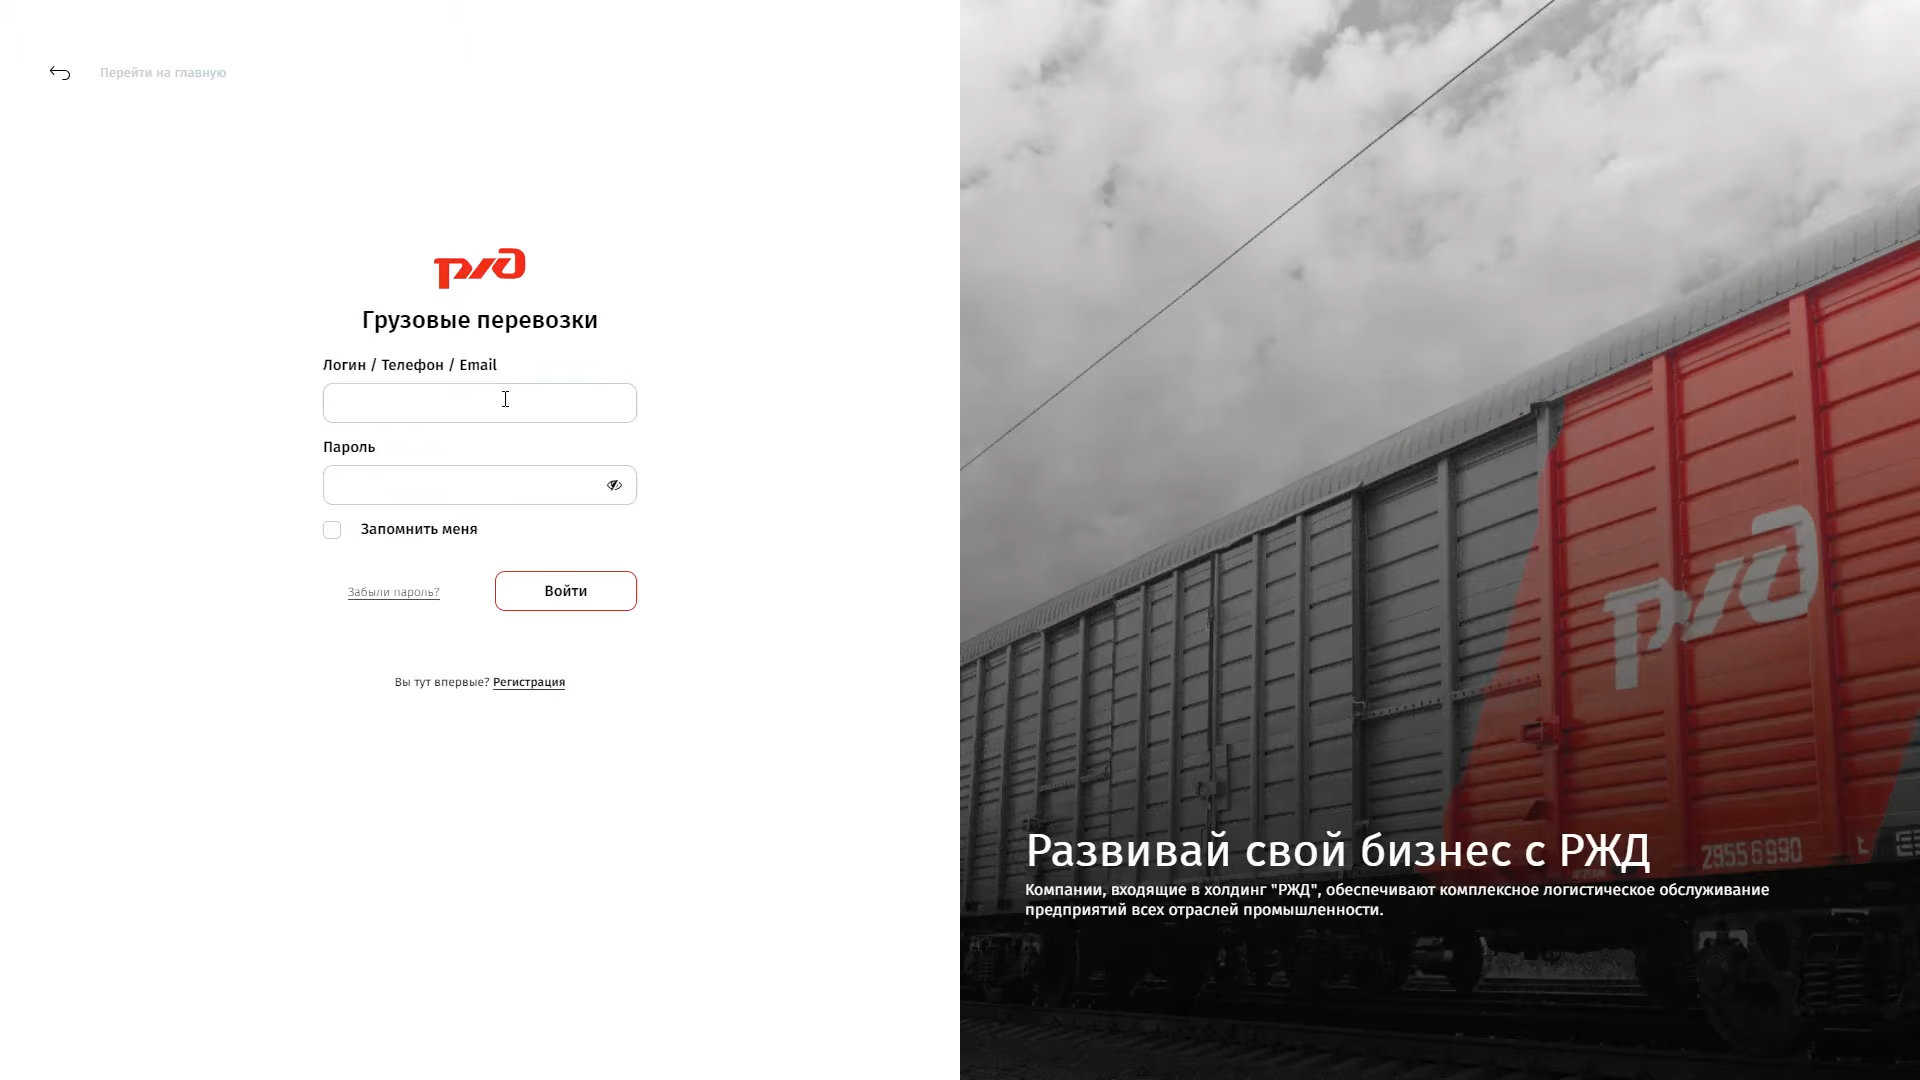 Перейти на главную
ржд
Грузовые перевозки
Логин / Телефон / Email
Пароль
Запомнить меня
Забыли пароль?
Войти
Вы тут впервые? Регистрация
ржд
29556990
Развивай свой бизнес с РЖД
Компании, входящие в холдинг "РЖД", обеспечивают комплексное логистическое обслуживание
предприятий всех отраслей промышленности.